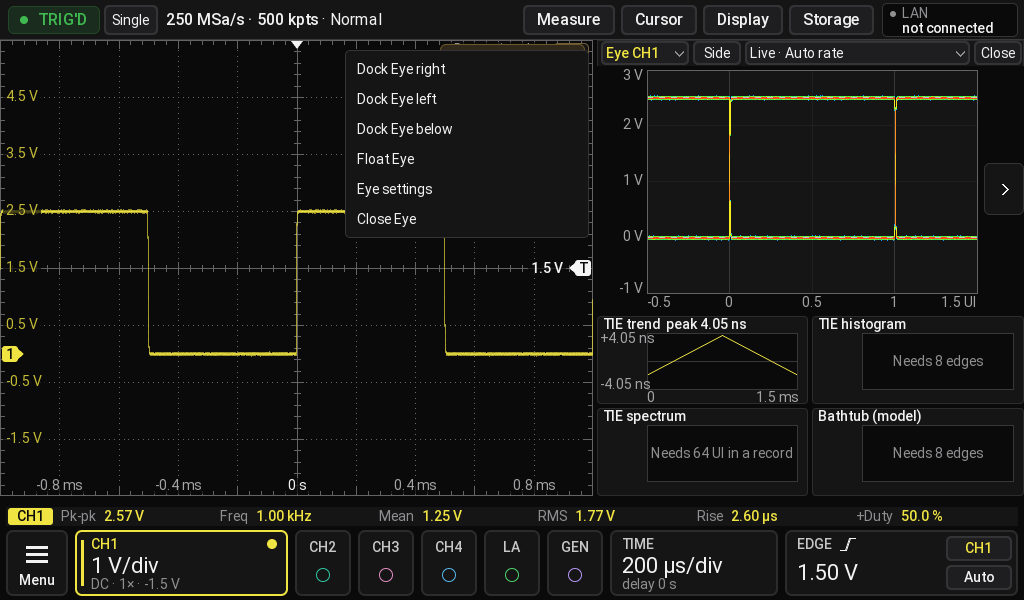 TRIG'D
Single
250 MSa/s · 500 kpts · Normal
Measure
Cursor
Display
Storage
LAN
not connected
Dock Eye right
Dock Eye left
Dock Eye below
Float Eye
Eye settings
Close Eye
4.5 V
3.5 V
2.5 V
1.5 V
0.5 V
-0.5 V
-1.5 V
1
1.5 V
T
-0.8 ms
-0.4 ms
0 s
0.4 ms
0.8 ms
Eye CH1
Side
Live · Auto rate
Close
3 V
2 V
1 V
0 V
-1 V
-0.5
0
0.5
1
1.5 UI
TIE trend peak 4.05 ns
+4.05 ns
-4.05 ns
0
1.5 ms
TIE histogram
Needs 8 edges
TIE spectrum
Needs 64 UI in a record
Bathtub (model)
Needs 8 edges
CH1
Pk-pk 2.57 V
Freq 1.00 kHz
Mean 1.25 V
RMS 1.77 V
Rise 2.60 µs
+Duty 50.0 %
Menu
CH1
1 V/div
DC · 1× · -1.5 V
CH2
CH3
CH4
LA
GEN
TIME
200 µs/div
delay 0 s
EDGE
1.50 V
CH1
Auto